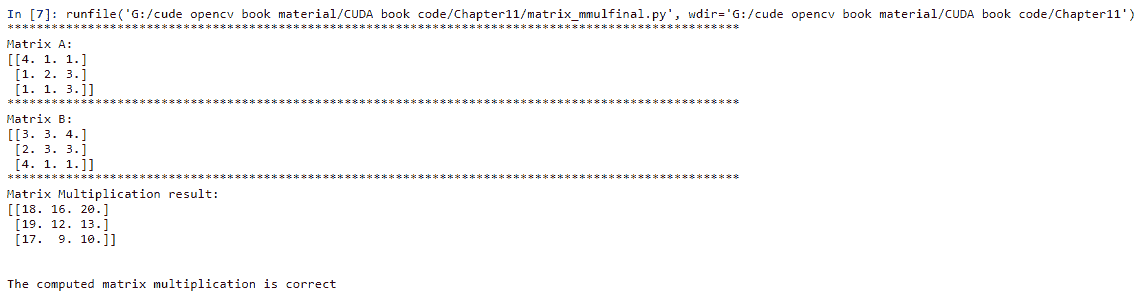 In [7]: runfile('G:/cude opencv book material/CUDA book code/Chapter11/matrix_mmulfinal.py', wdir='G:/cude opencv book material/CUDA book code/Chapter11')
****************************************************************************************************
Matrix A:
[[4. 1. 1.]
 [1. 2. 3.]
 [1. 1. 3.]]
****************************************************************************************************
Matrix B:
[[3. 3. 4.]
 [2. 3. 3.]
 [4. 1. 1.]]
****************************************************************************************************
Matrix Multiplication result:
[[18. 16. 20.]
 [19. 12. 13.]
 [17.  9. 10.]]
The computed matrix multiplication is correct